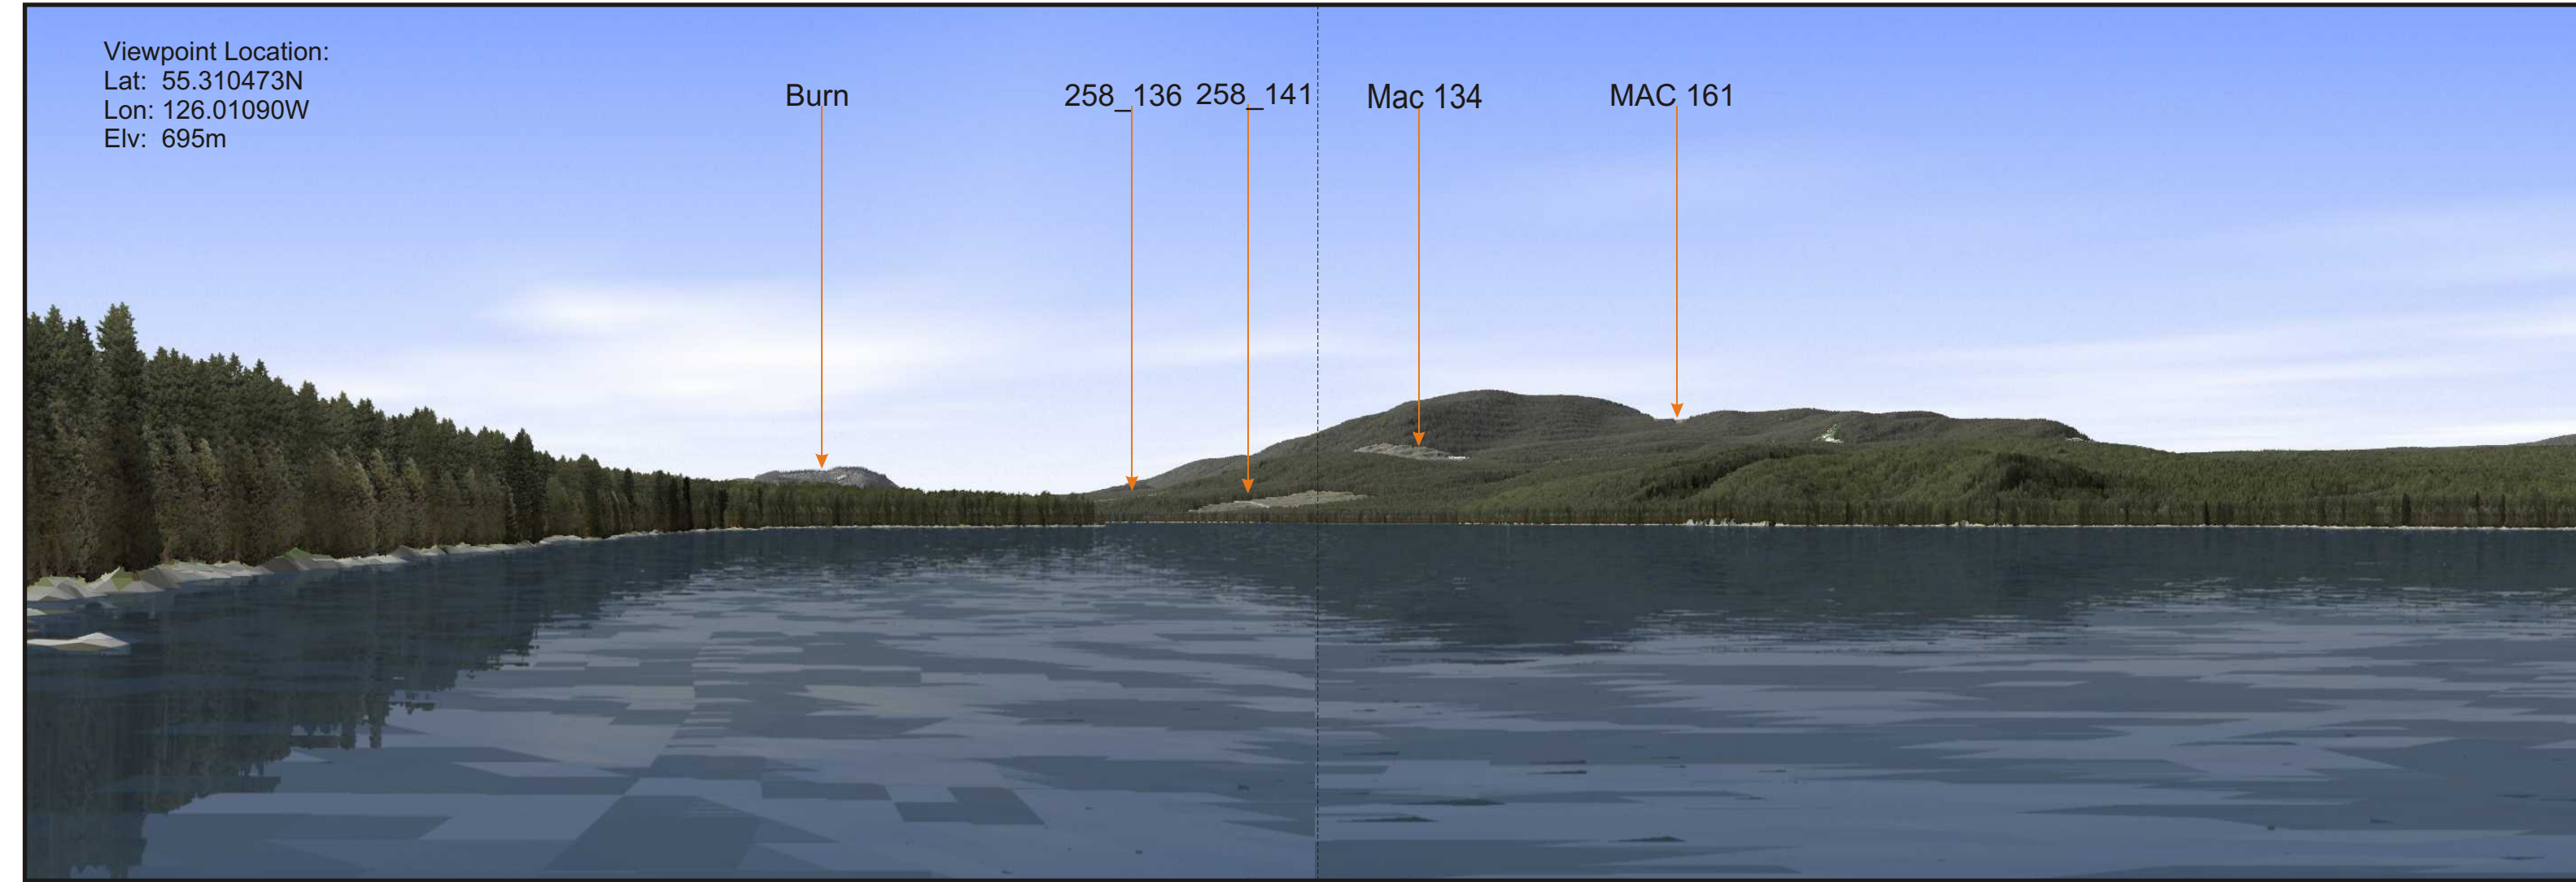 Viewpoint Location:
Lat: 55.310473N
Lon: 126.01090W
Elv: 695m
Burn
258_136
258_141
Mac 134
MAC 161